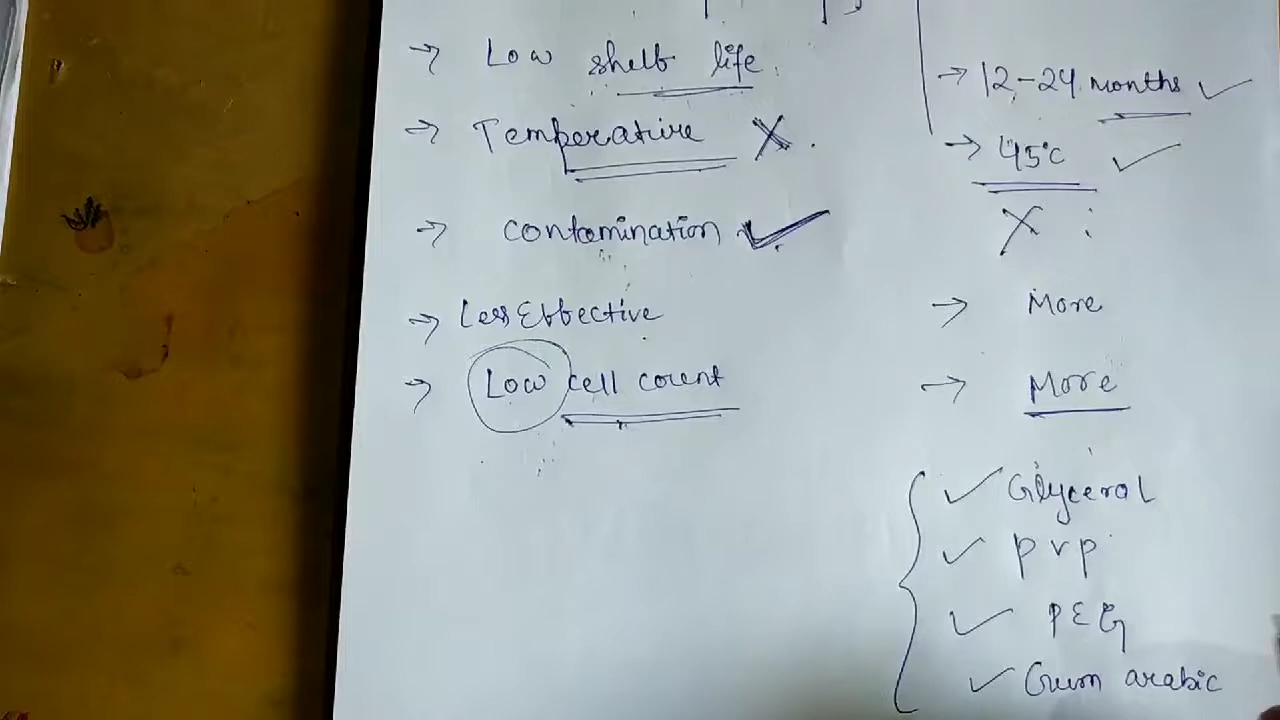 → Low shelf life.
→ Temperature X.
→ contamination ✓
→ Less Effective
→ Low cell count
→ 12-24 months ✓
→ 45°c ✓
X :
→ More
→ More
✓ Glycerol
✓ pvp
✓ PEG
✓ Gum arabic